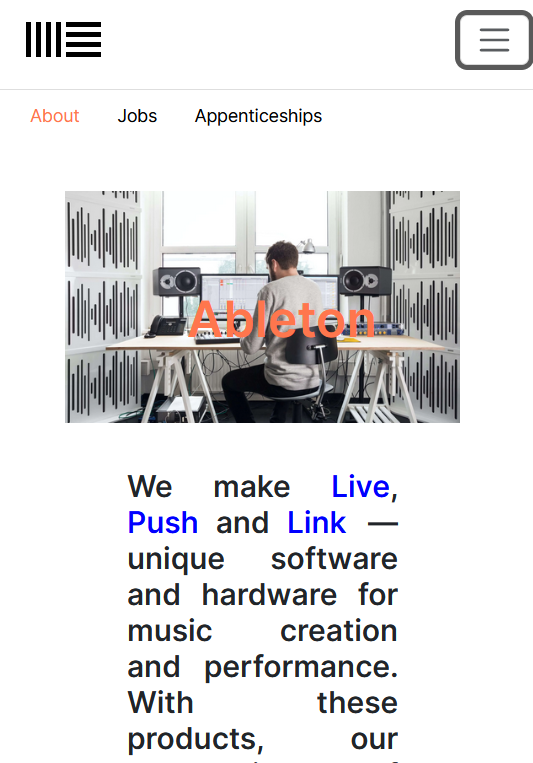 About Jobs Appenticeships
Ableton
We make Live,
Push and Link —
unique software
and hardware for
music creation
and performance.
With these
products, our